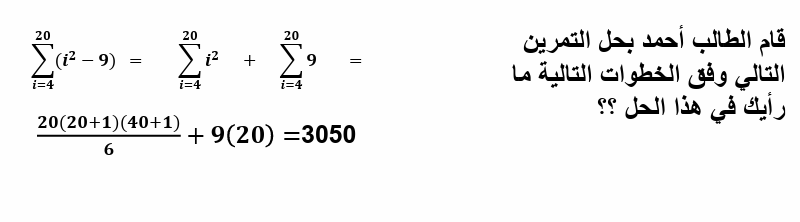 قام الطالب أحمد بحل التمرين
التالي وفق الخطوات التالية ما
رأيك في هذا الحل ؟؟
\sum_{i=4}^{20}(i^2 − 9) = \sum_{i=4}^{20} i^2 + \sum_{i=4}^{20} 9 =
\frac{20(20+1)(40+1)}{6} + 9(20) =3050